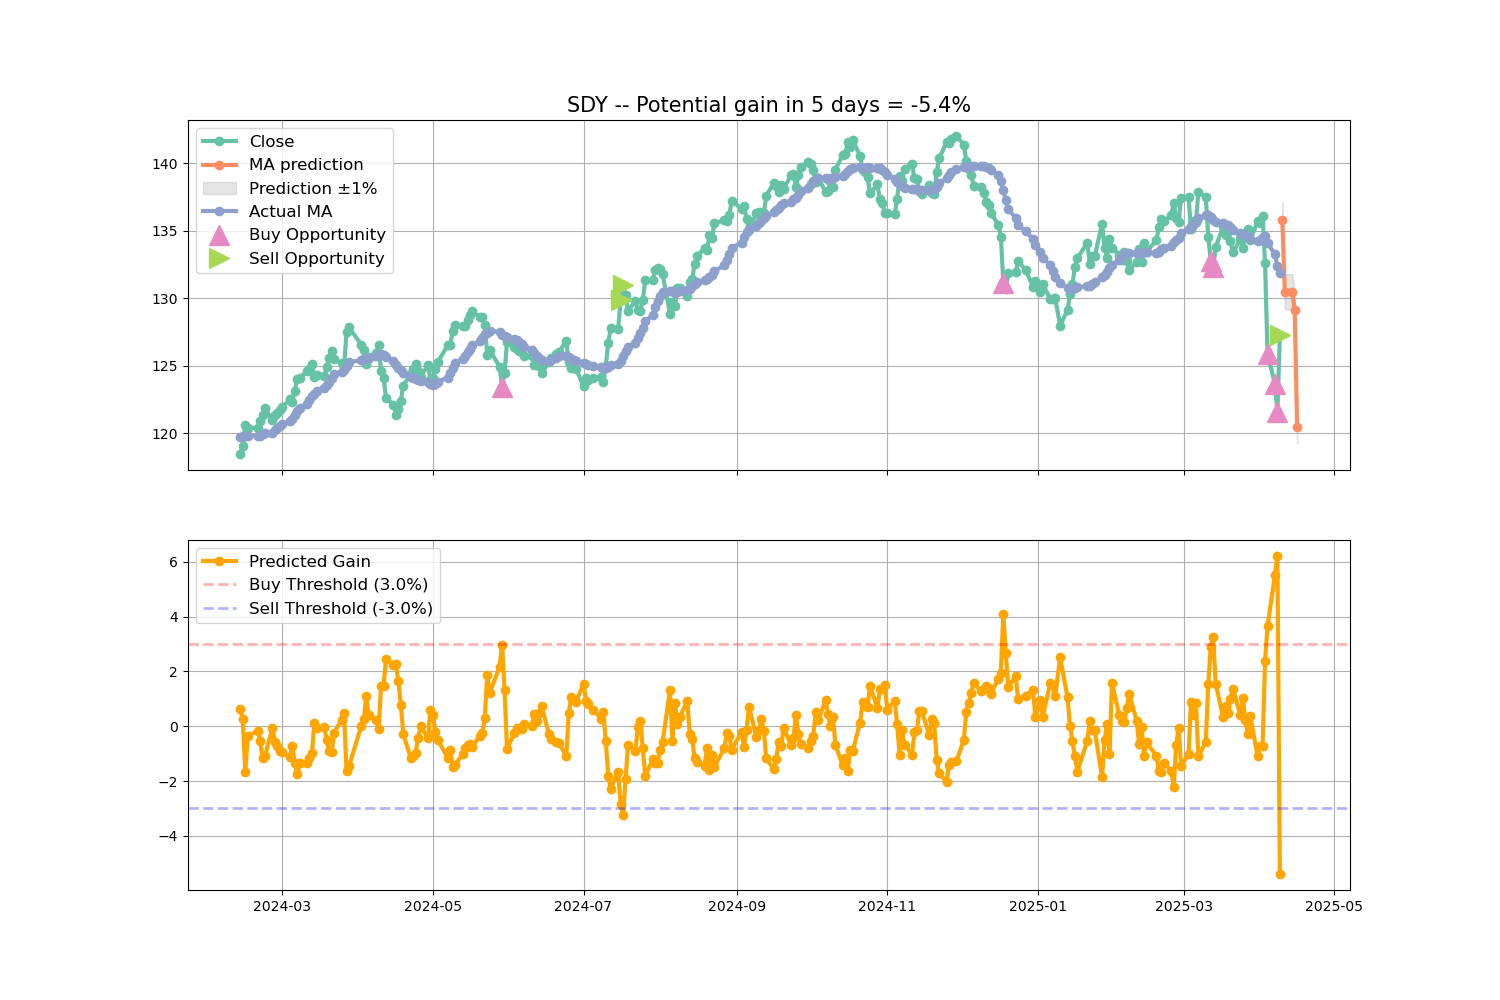 SDY -- Potential gain in 5 days = -5.4%
Close
MA prediction
Prediction ±1%
Actual MA
Buy Opportunity
Sell Opportunity
140
135
130
125
120
Predicted Gain
Buy Threshold (3.0%)
Sell Threshold (-3.0%)
6
4
2
0
−2
−4
2024-03
2024-05
2024-07
2024-09
2024-11
2025-01
2025-03
2025-05